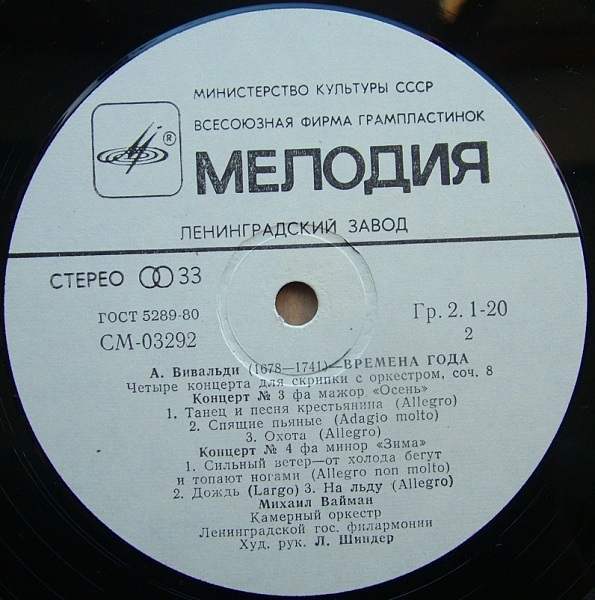 МИНИСТЕРСТВО КУЛЬТУРЫ СССР
ВСЕСОЮЗНАЯ ФИРМА ГРАМПЛАСТИНОК
®
МЕЛОДИЯ
ЛЕНИНГРАДСКИЙ ЗАВОД
СТЕРЕО 33
ГОСТ 5289-80
СМ-03292
Гр. 2. 1-20
2
А. Вивальди (1678—1741)—ВРЕМЕНА ГОДА
Четыре концерта для скрипки с оркестром, соч. 8
Концерт № 3 фа мажор «Осень»
1. Танец и песня крестьянина (Allegro)
2. Спящие пьяные (Adagio molto)
3. Охота (Allegro)
Концерт № 4 фа минор «Зима»
1. Сильный ветер—от холода бегут
и топают ногами (Allegro non molto)
2. Дождь (Largo) 3. На льду (Allegro)
Михаил Вайман
Камерный оркестр
Ленинградской гос. филармонии
Худ. рук. Л. Шиндер